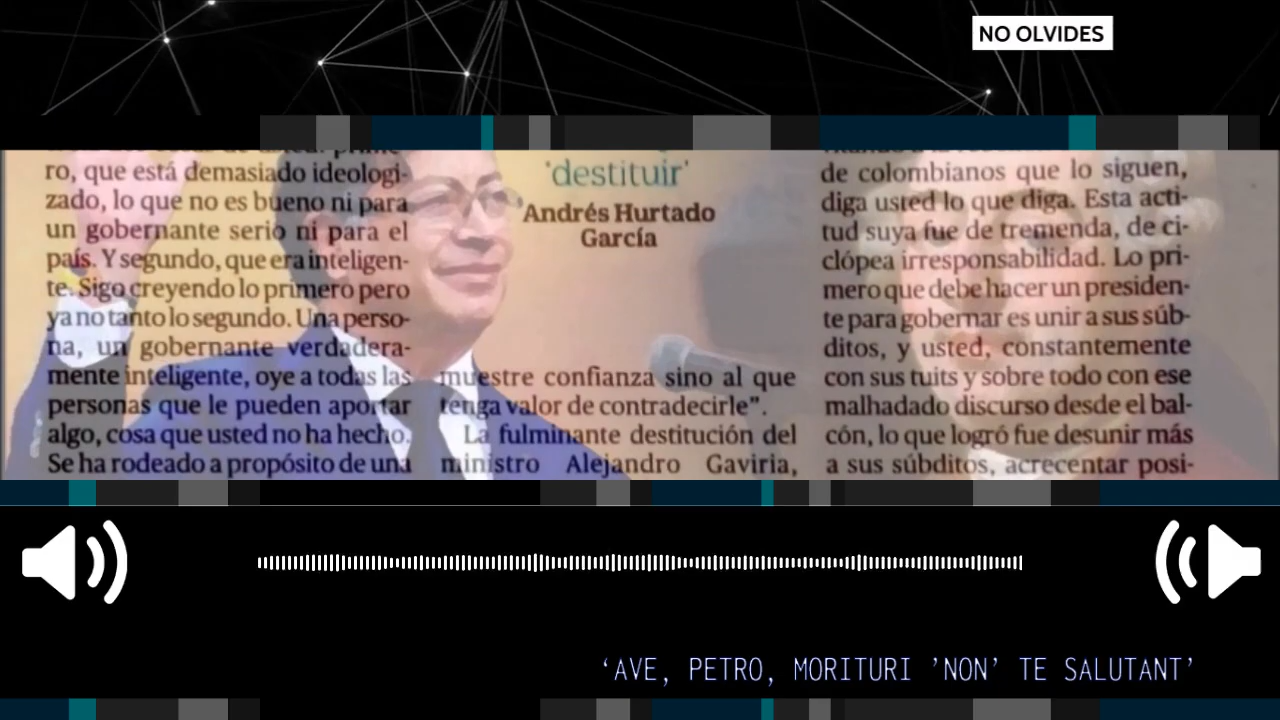 NO OLVIDES
ro, que está demasiado ideologi-
zado, lo que no es bueno ni para
un gobernante serio ni para el
país. Y segundo, que era inteligen-
te. Sigo creyendo lo primero pero
ya no tanto lo segundo. Una perso-
na, un gobernante verdadera-
mente inteligente, oye a todas las
personas que le pueden aportar
algo, cosa que usted no ha hecho.
Se ha rodeado a propósito de una
'destituir'
Andrés Hurtado
García
muestre confianza sino al que
tenga valor de contradecirle”.
La fulminante destitución del
ministro Alejandro Gaviria,
de colombianos que lo siguen,
diga usted lo que diga. Esta acti-
tud suya fue de tremenda, de ci-
clópea irresponsabilidad. Lo pri-
mero que debe hacer un presiden-
te para gobernar es unir a sus súb-
ditos, y usted, constantemente
con sus tuits y sobre todo con ese
malhadado discurso desde el bal-
cón, lo que logró fue desunir más
a sus súbditos, acrecentar posi-
‘AVE, PETRO, MORITURI ’NON’ TE SALUTANT’